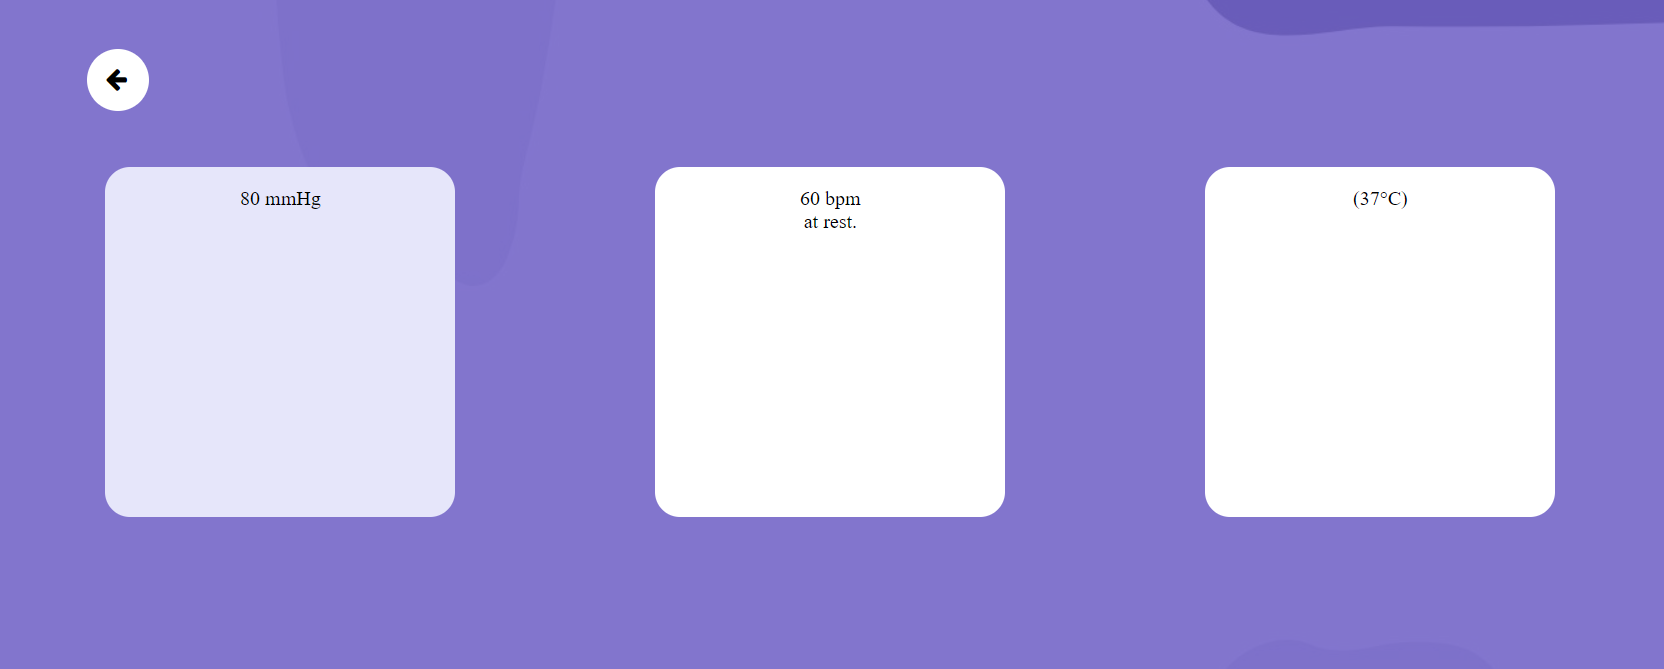 80 mmHg
60 bpm
at rest.
(37°C)